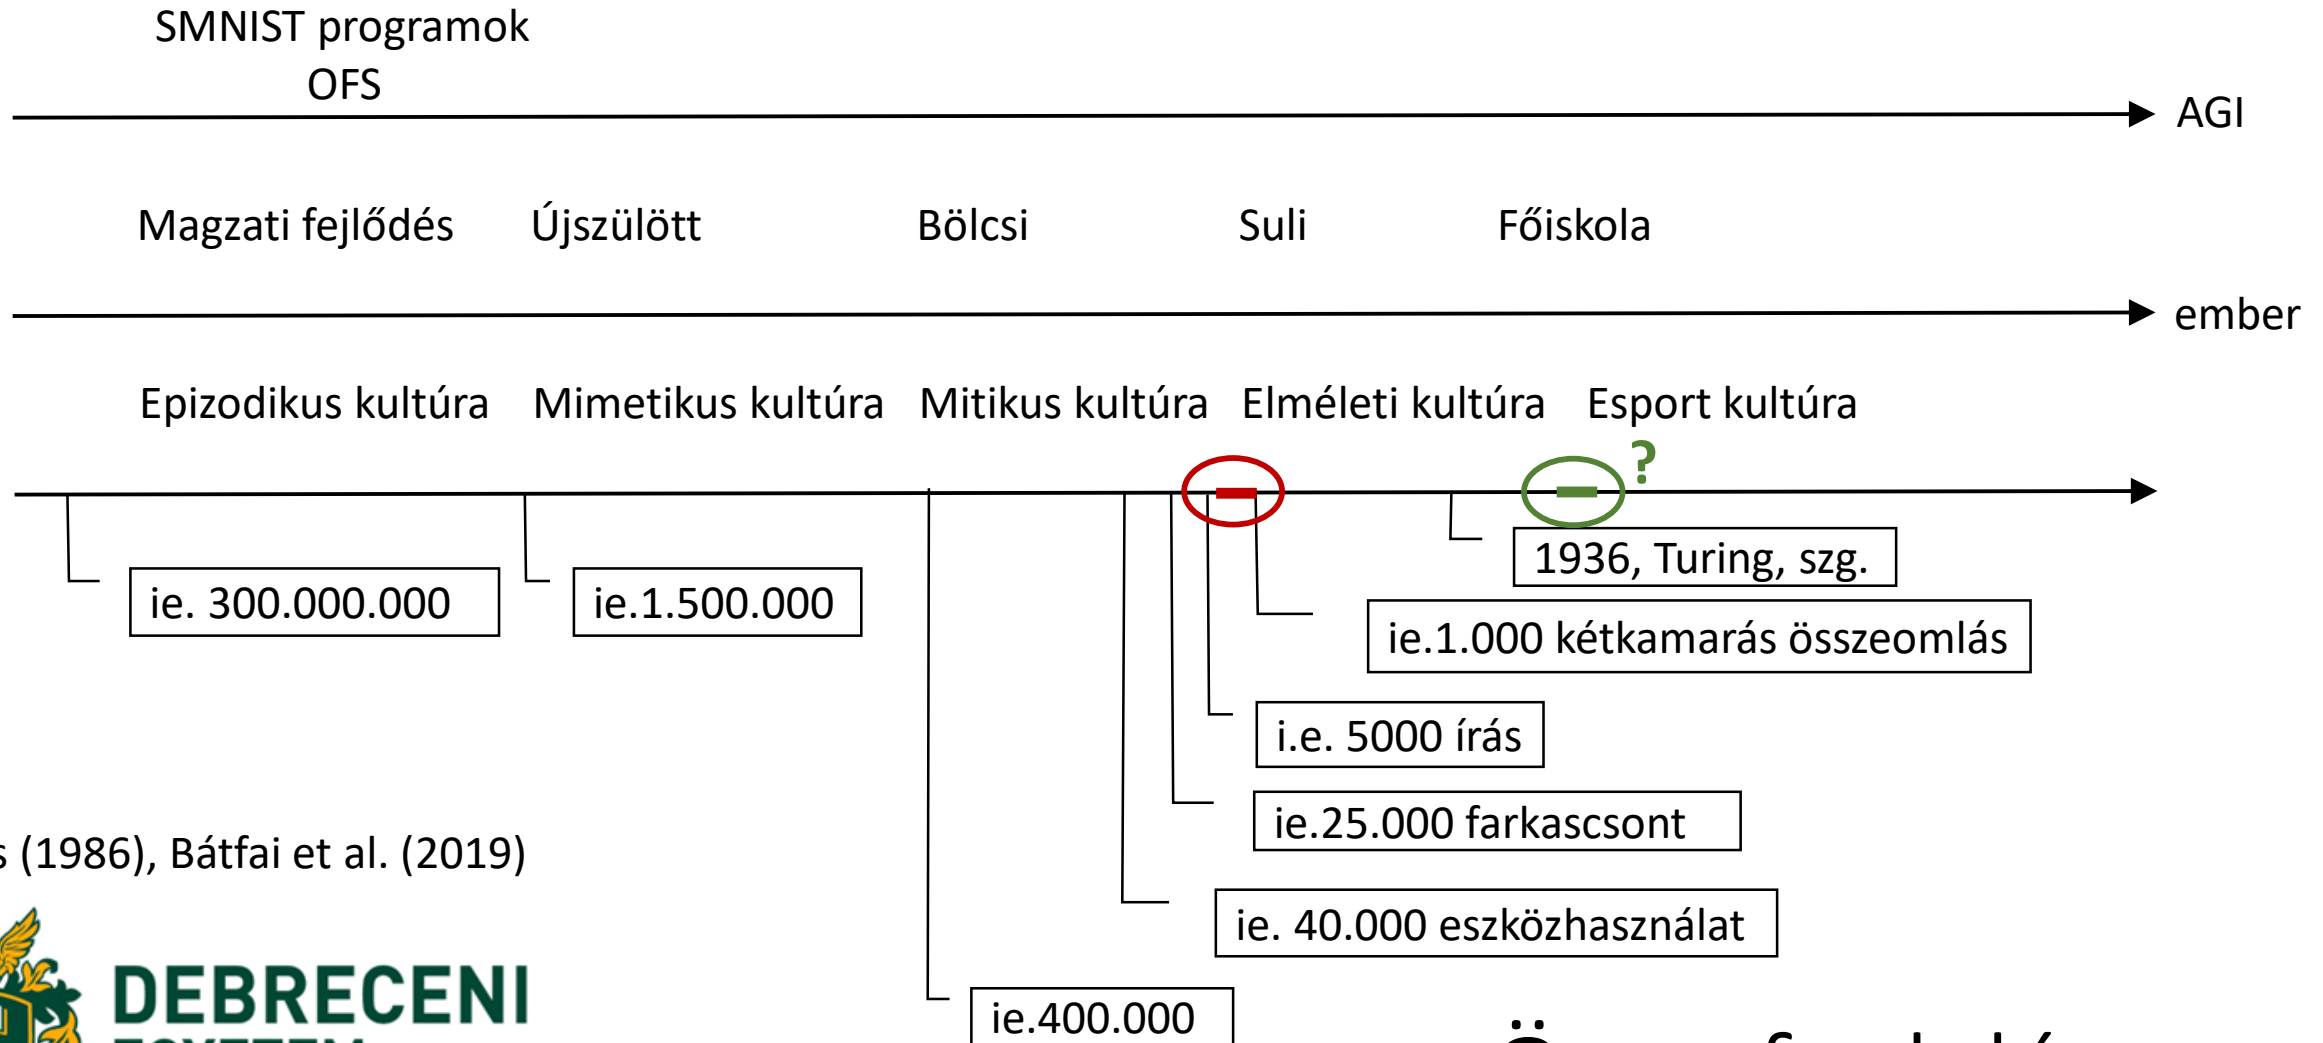 SMNIST programok
OFS
AGI
Magzati fejlődés Újszülött Bölcsi Suli Főiskola
ember
Epizodikus kultúra Mimetikus kultúra Mitikus kultúra Elméleti kultúra Esport kultúra
?
1936, Turing, szg.
ie. 300.000.000
ie.1.500.000
ie.1.000 kétkamarás összeomlás
i.e. 5000 írás
ie.25.000 farkascsont
(1986), Bátfai et al. (2019)
ie. 40.000 eszközhasználat
DEBRECENI
EGYETEM
ie.400.000